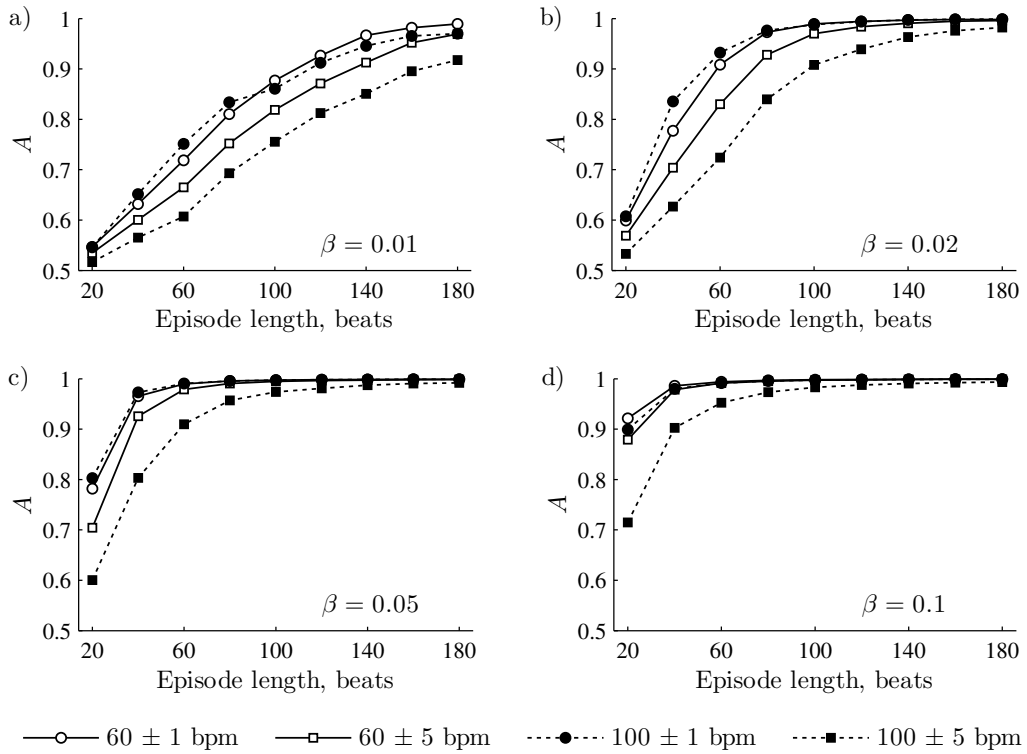 a)
1
0.9
0.8
0.7
0.6
0.5
A
20 60 100 140 180
Episode length, beats
β = 0.01
b)
1
0.9
0.8
0.7
0.6
0.5
A
20 60 100 140 180
Episode length, beats
β = 0.02
c)
1
0.9
0.8
0.7
0.6
0.5
A
20 60 100 140 180
Episode length, beats
β = 0.05
d)
1
0.9
0.8
0.7
0.6
0.5
A
20 60 100 140 180
Episode length, beats
β = 0.1
60 ± 1 bpm 60 ± 5 bpm 100 ± 1 bpm 100 ± 5 bpm